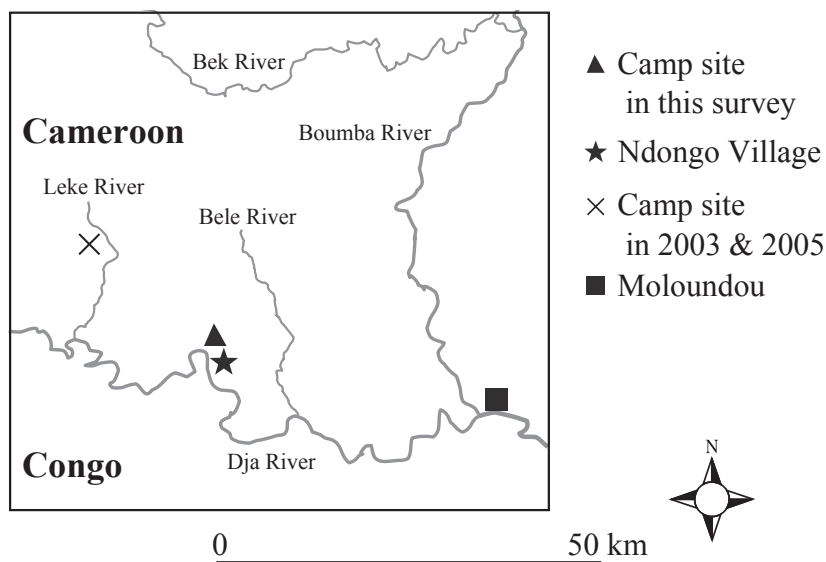 Bek River
Cameroon
Boumba River
Leke River
Bele River
Congo
Dja River
Camp site
in this survey
Ndongo Village
Camp site
in 2003 & 2005
Moloundou
N
0 50 km